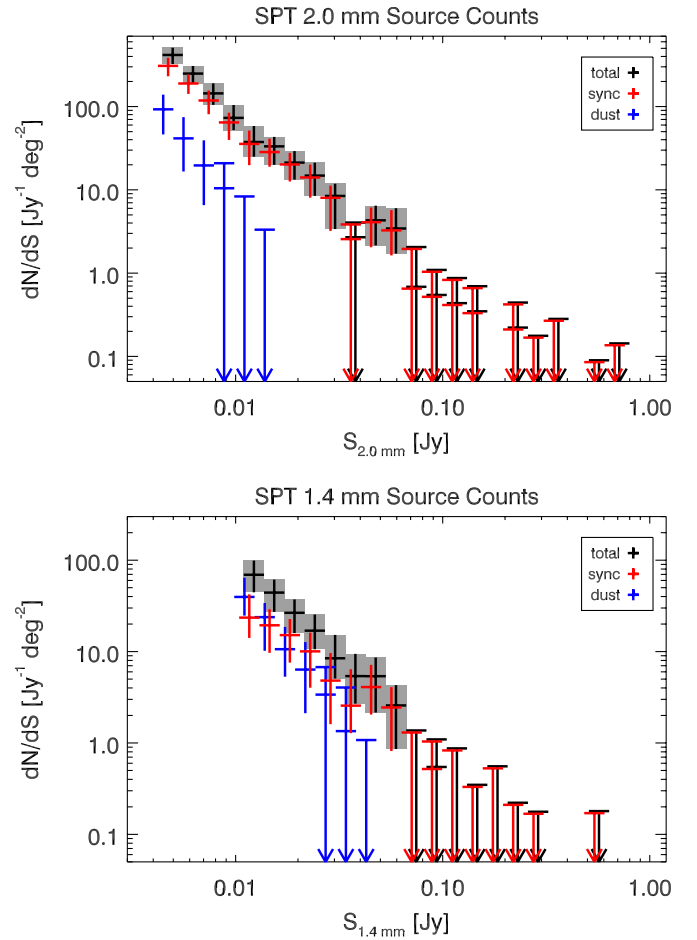 SPT 2.0 mm Source Counts
total
sync
dust
100.0
10.0
1.0
0.1
dN/dS [Jy⁻¹ deg⁻²]
0.01
0.10
1.00
S₂.₀ ₘₘ [Jy]
SPT 1.4 mm Source Counts
total
sync
dust
100.0
10.0
1.0
0.1
dN/dS [Jy⁻¹ deg⁻²]
0.01
0.10
1.00
S₁.₄ ₘₘ [Jy]